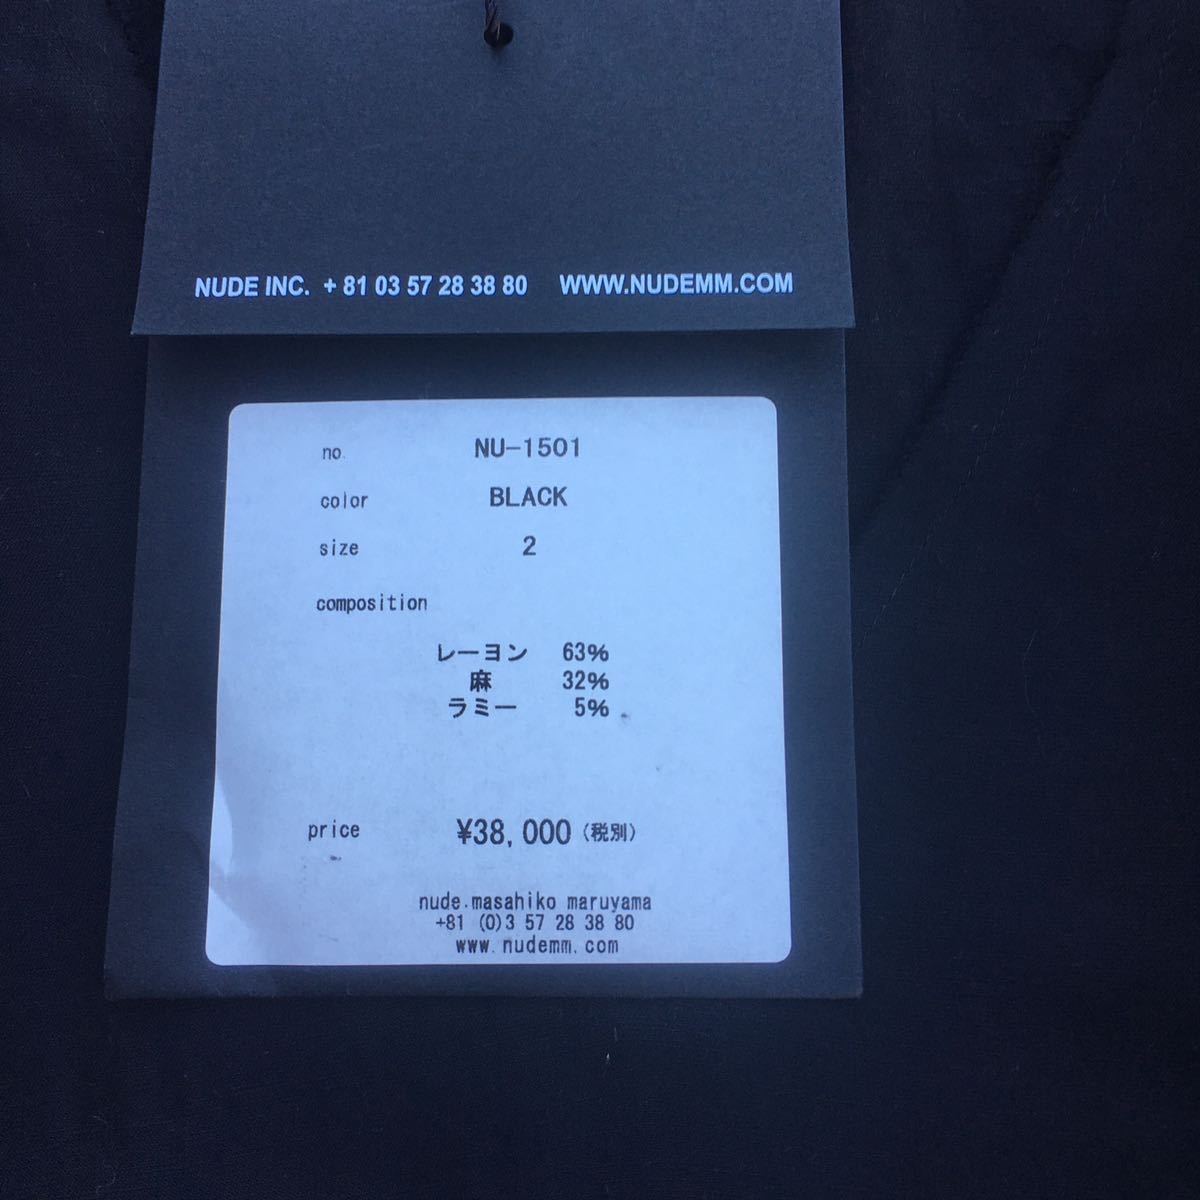 NUDE INC. + 81 03 57 28 38 80 WWW.NUDEMM.COM
no. NU-1501
color BLACK
size 2
composition
レーヨン 63%
麻 32%
ラミー 5%
price ¥38,000 (税別)
nude.masahiko maruyama
+81 (0)3 57 28 38 80
www.nudemm.com